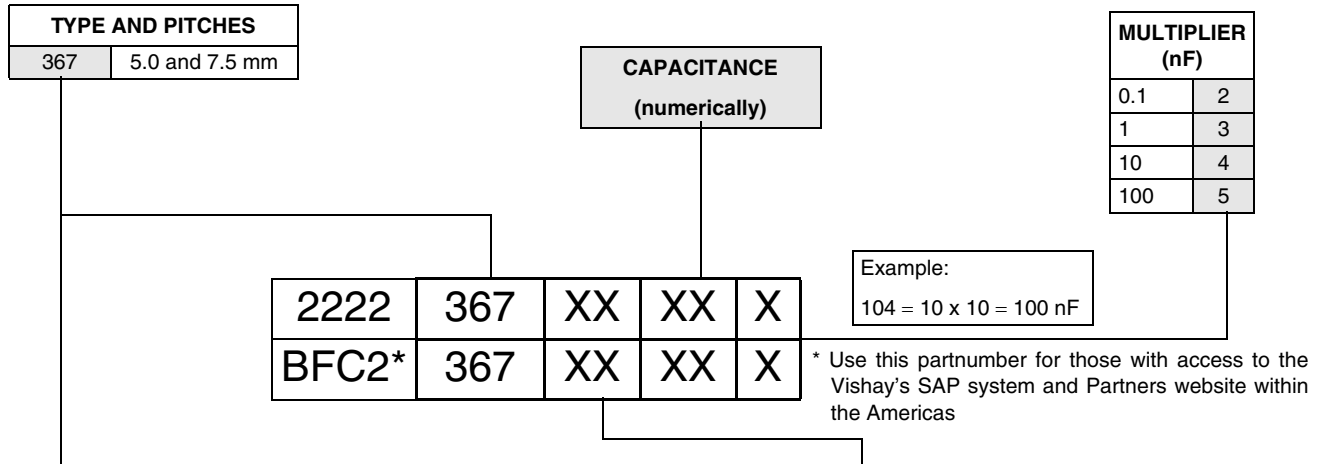 TYPE AND PITCHES
367 5.0 and 7.5 mm
CAPACITANCE
(numerically)
MULTIPLIER
(nF)
0.1 2
1 3
10 4
100 5
Example:
104 = 10 x 10 = 100 nF
2222 367 XX XX X
BFC2* 367 XX XX X
* Use this partnumber for those with access to the
Vishay's SAP system and Partners website within
the Americas